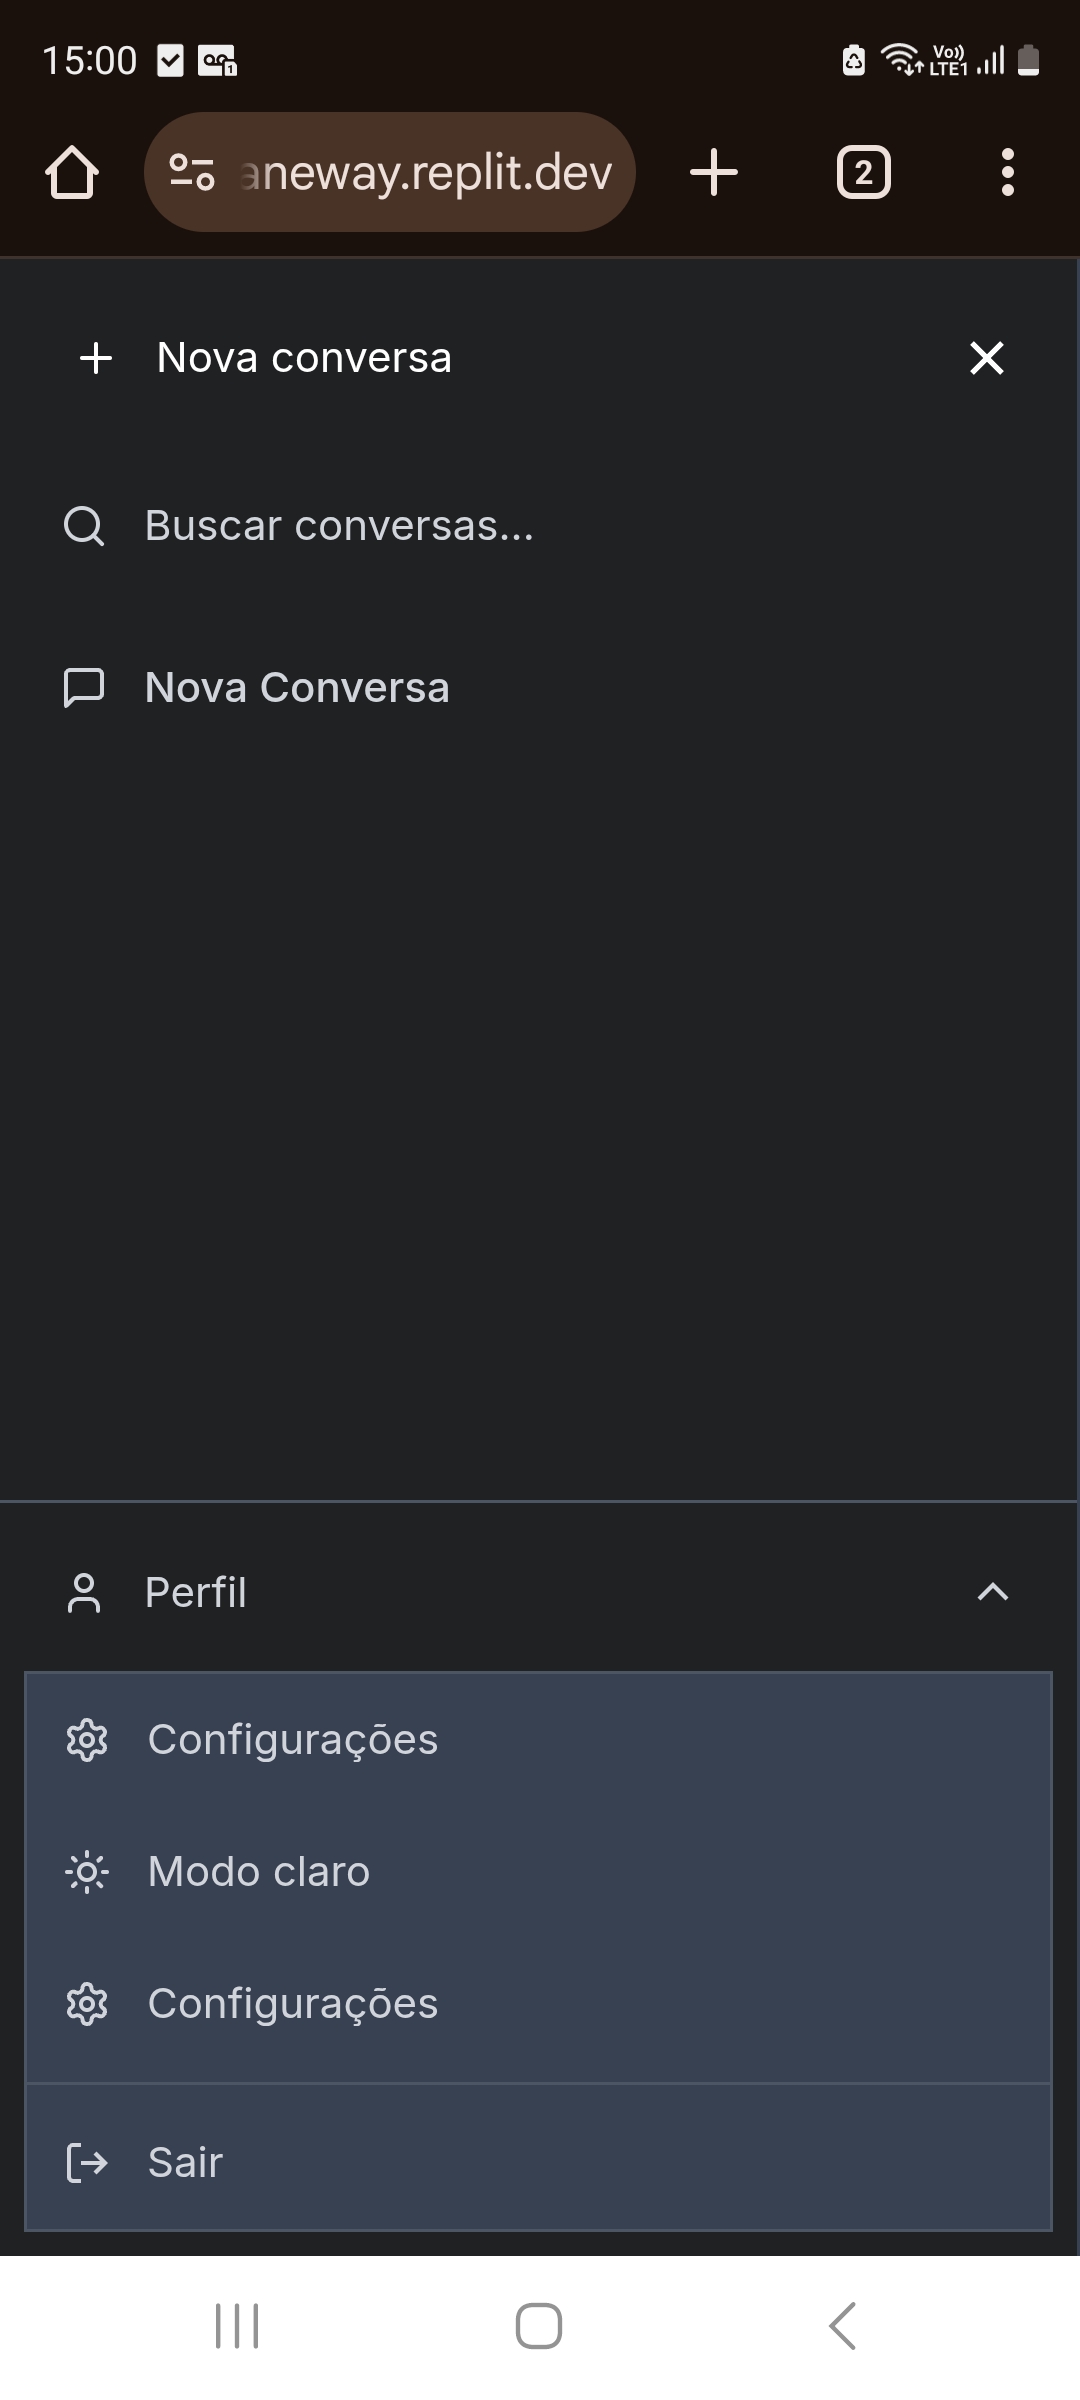 15:00
Vo)) LTE1
aneway.replit.dev
2
Nova conversa
Buscar conversas...
Nova Conversa
Perfil
Configurações
Modo claro
Configurações
Sair